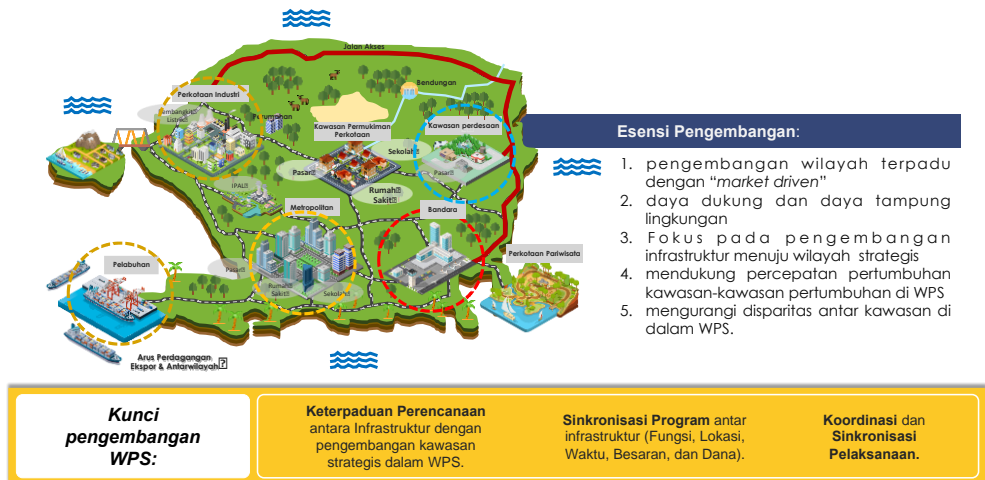 Jalan Akses
Bendungan
Perkotaan Industri
Pembangkit
Listrik
Perumahan
Kawasan Permukiman
Perkotaan
Kawasan perdesaan
Sekolah
Pasar
Pasar
Rumah
Sakit
IPAL
Metropolitan
Bandara
Perkotaan Pariwisata
Pelabuhan
Pasar
Rumah
Sakit
Sekolah
Arus Perdagangan
Ekspor & Antarwilayah
Esensi Pengembangan:
1. pengembangan wilayah terpadu
dengan “market driven”
2. daya dukung dan daya tampung
lingkungan
3. Fokus pada pengembangan
infrastruktur menuju wilayah strategis
4. mendukung percepatan pertumbuhan
kawasan-kawasan pertumbuhan di WPS
5. mengurangi disparitas antar kawasan di
dalam WPS.
Kunci
pengembangan
WPS:
Keterpaduan Perencanaan
antara Infrastruktur dengan
pengembangan kawasan
strategis dalam WPS.
Sinkronisasi Program antar
infrastruktur (Fungsi, Lokasi,
Waktu, Besaran, dan Dana).
Koordinasi dan
Sinkronisasi
Pelaksanaan.